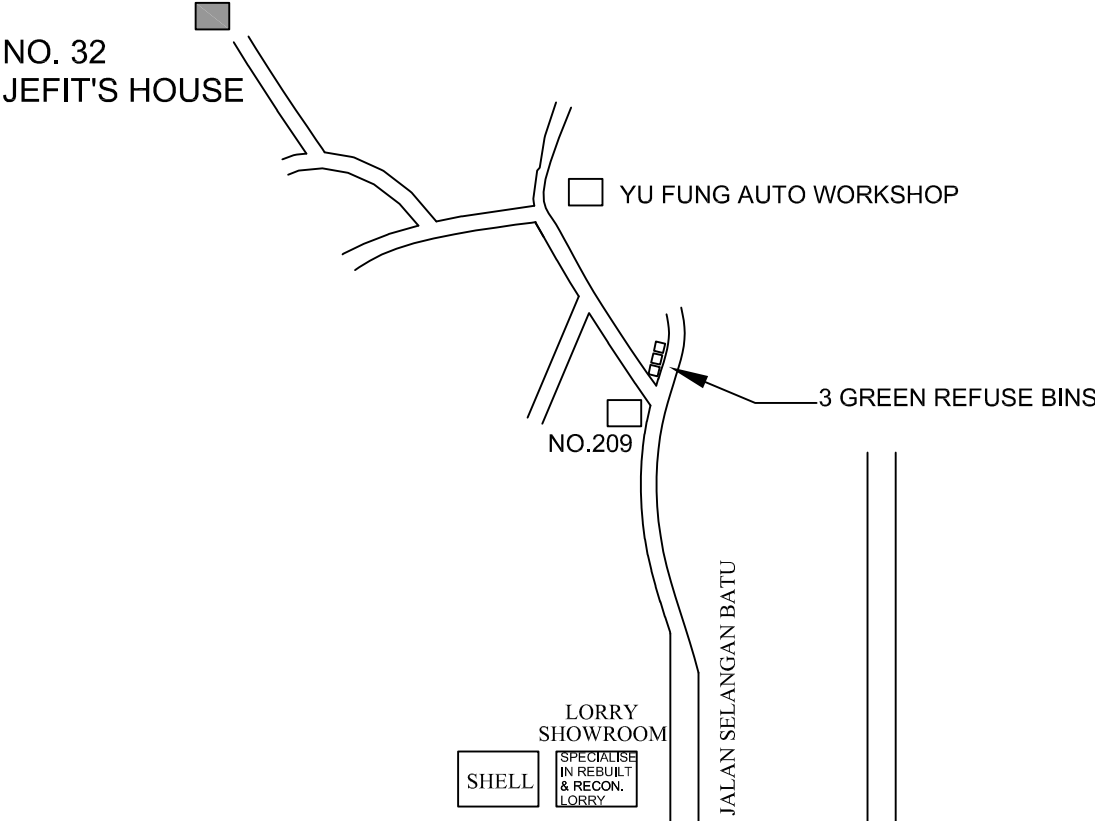 NO. 32
JEFIT'S HOUSE
YU FUNG AUTO WORKSHOP
3 GREEN REFUSE BINS
NO.209
JALAN SELANGAN BATU
LORRY
SHOWROOM
SHELL
SPECIALISE
IN REBUILT
& RECON.
LORRY